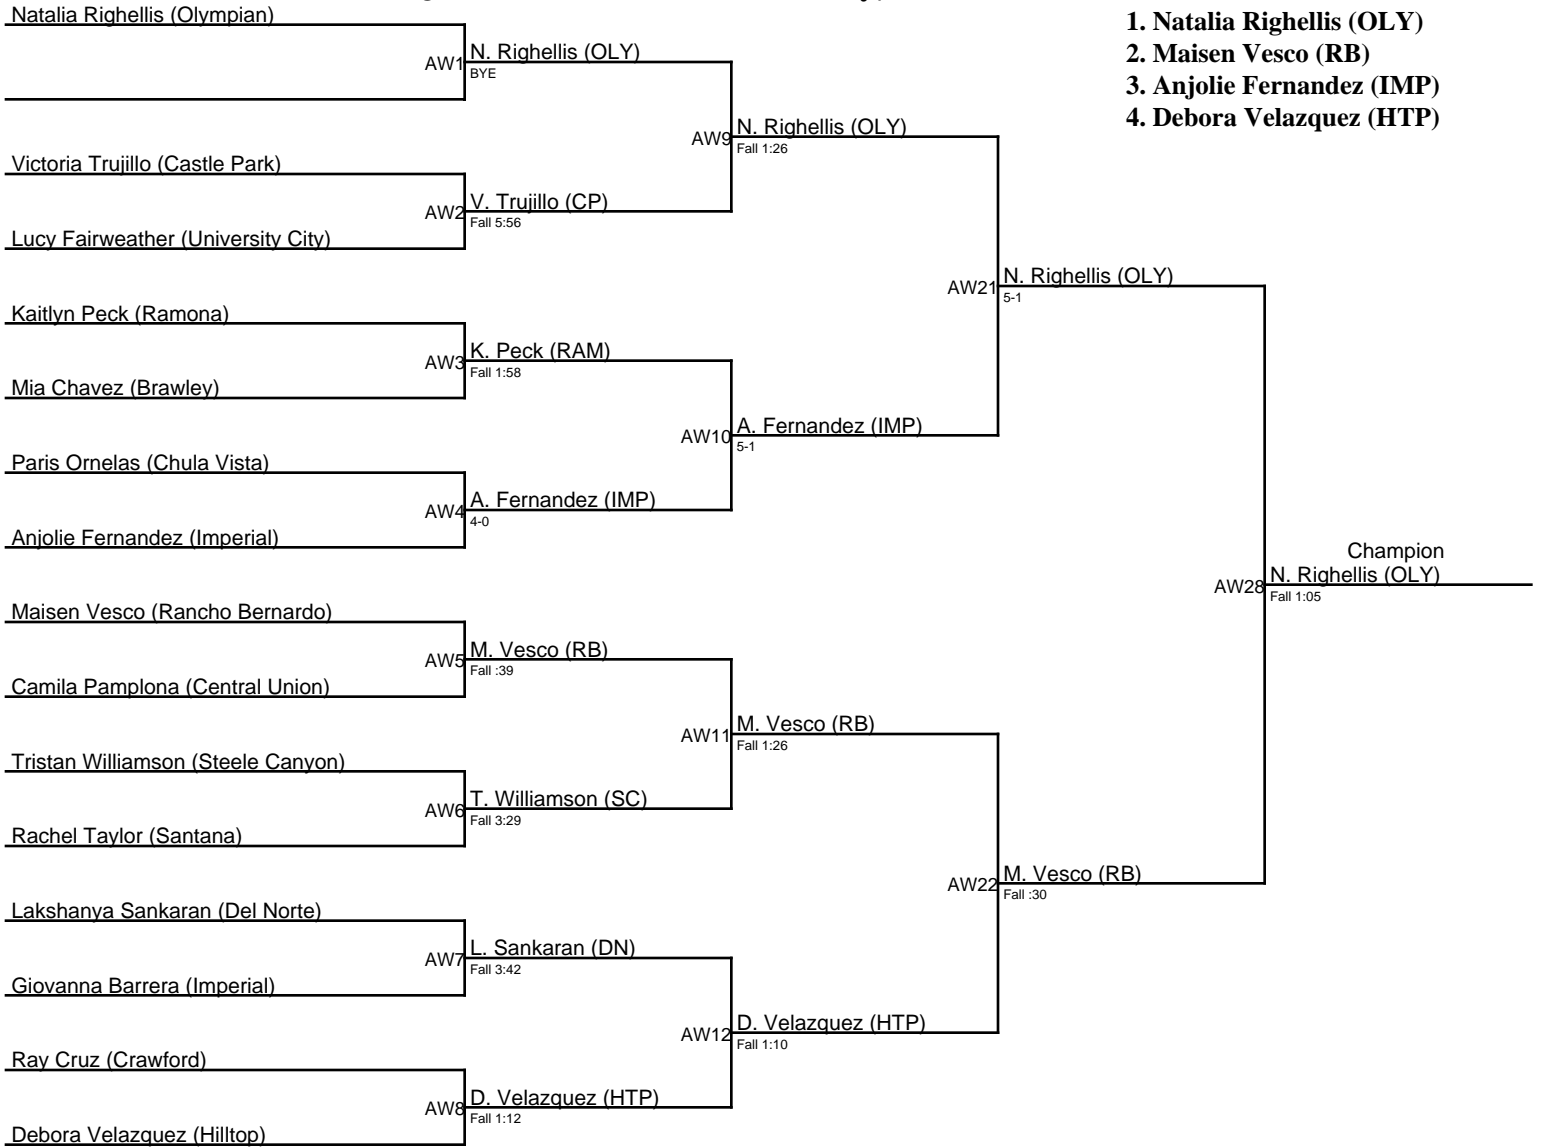 Natalia Righellis (Olympian)
AW1
N. Righellis (OLY)
BYE
Victoria Trujillo (Castle Park)
AW2
V. Trujillo (CP)
Fall 5:56
Lucy Fairweather (University City)
AW9
N. Righellis (OLY)
Fall 1:26
Kaitlyn Peck (Ramona)
AW3
K. Peck (RAM)
Fall 1:58
Mia Chavez (Brawley)
AW10
A. Fernandez (IMP)
5-1
Paris Ornelas (Chula Vista)
AW4
A. Fernandez (IMP)
4-0
Anjolie Fernandez (Imperial)
AW21
N. Righellis (OLY)
5-1
Maisen Vesco (Rancho Bernardo)
AW5
M. Vesco (RB)
Fall :39
Camila Pamplona (Central Union)
AW11
M. Vesco (RB)
Fall 1:26
Tristan Williamson (Steele Canyon)
AW6
T. Williamson (SC)
Fall 3:29
Rachel Taylor (Santana)
AW22
M. Vesco (RB)
Fall :30
Lakshanya Sankaran (Del Norte)
AW7
L. Sankaran (DN)
Fall 3:42
Giovanna Barrera (Imperial)
AW12
D. Velazquez (HTP)
Fall 1:10
Ray Cruz (Crawford)
AW8
D. Velazquez (HTP)
Fall 1:12
Debora Velazquez (Hilltop)
Champion
AW28
N. Righellis (OLY)
Fall 1:05
1. Natalia Righellis (OLY)
2. Maisen Vesco (RB)
3. Anjolie Fernandez (IMP)
4. Debora Velazquez (HTP)